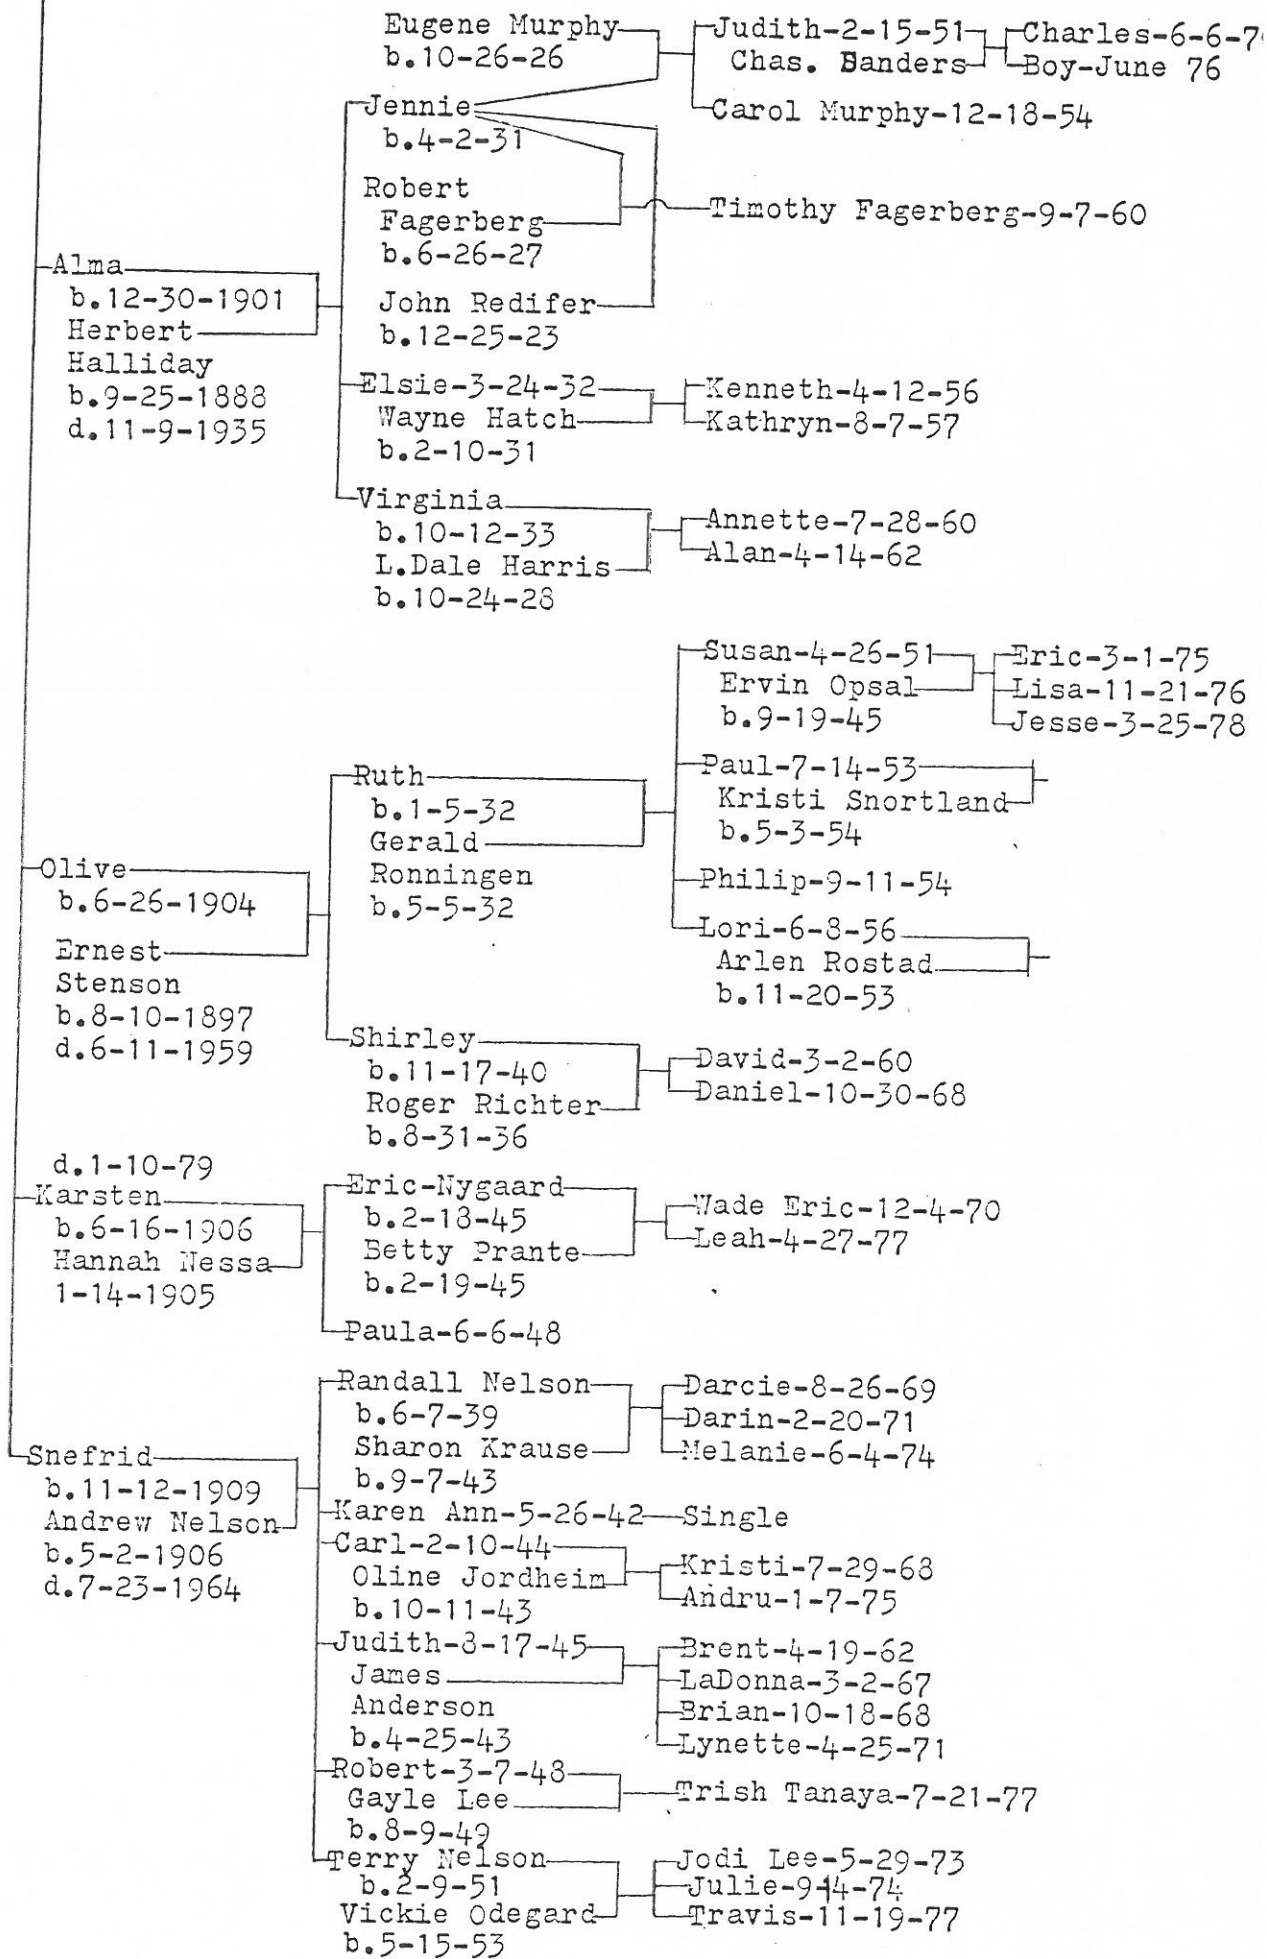 Eugene Murphy
b.10-26-26
Judith-2-15-51
Chas. Banders
Charles-6-6-7
Boy-June 76
Carol Murphy-12-18-54
Jennie
b.4-2-31
Robert
Fagerberg
b.6-26-27
Timothy Fagerberg-9-7-60
John Redifer
b.12-25-23
Alma
b.12-30-1901
Herbert
Halliday
b.9-25-1888
d.11-9-1935
Elsie-3-24-32
Wayne Hatch
b.2-10-31
Kenneth-4-12-56
Kathryn-8-7-57
Virginia
b.10-12-33
L.Dale Harris
b.10-24-28
Annette-7-28-60
Alan-4-14-62
Susan-4-26-51
Ervin Opsal
b.9-19-45
Eric-3-1-75
Lisa-11-21-76
Jesse-3-25-78
Paul-7-14-53
Kristi Snortland
b.5-3-54
Ruth
b.1-5-32
Gerald
Ronningen
b.5-5-32
Philip-9-11-54
Lori-6-8-56
Arlen Rostad
b.11-20-53
Olive
b.6-26-1904
Ernest
Stenson
b.8-10-1897
d.6-11-1959
Shirley
b.11-17-40
Roger Richter
b.8-31-36
David-3-2-60
Daniel-10-30-68
d.1-10-79
Karsten
b.6-16-1906
Hannah Nessa
1-14-1905
Eric-Nygaard
b.2-18-45
Betty Prante
b.2-19-45
Wade Eric-12-4-70
Leah-4-27-77
Paula-6-6-48
Randall Nelson
b.6-7-39
Sharon Krause
b.9-7-43
Darcie-8-26-69
Darin-2-20-71
Melanie-6-4-74
Snefrid
b.11-12-1909
Andrew Nelson
b.5-2-1906
d.7-23-1964
Karen Ann-5-26-42—Single
Carl-2-10-44
Oline Jordheim
b.10-11-43
Kristi-7-29-68
Andru-1-7-75
Judith-8-17-45
James
Anderson
b.4-25-43
Brent-4-19-62
LaDonna-3-2-67
Brian-10-18-68
Lynette-4-25-71
Robert-3-7-48
Gayle Lee
b.8-9-49
Trish Tanaya-7-21-77
Terry Nelson
b.2-9-51
Vickie Odegard
b.5-15-53
Jodi Lee-5-29-73
Julie-9-14-74
Travis-11-19-77